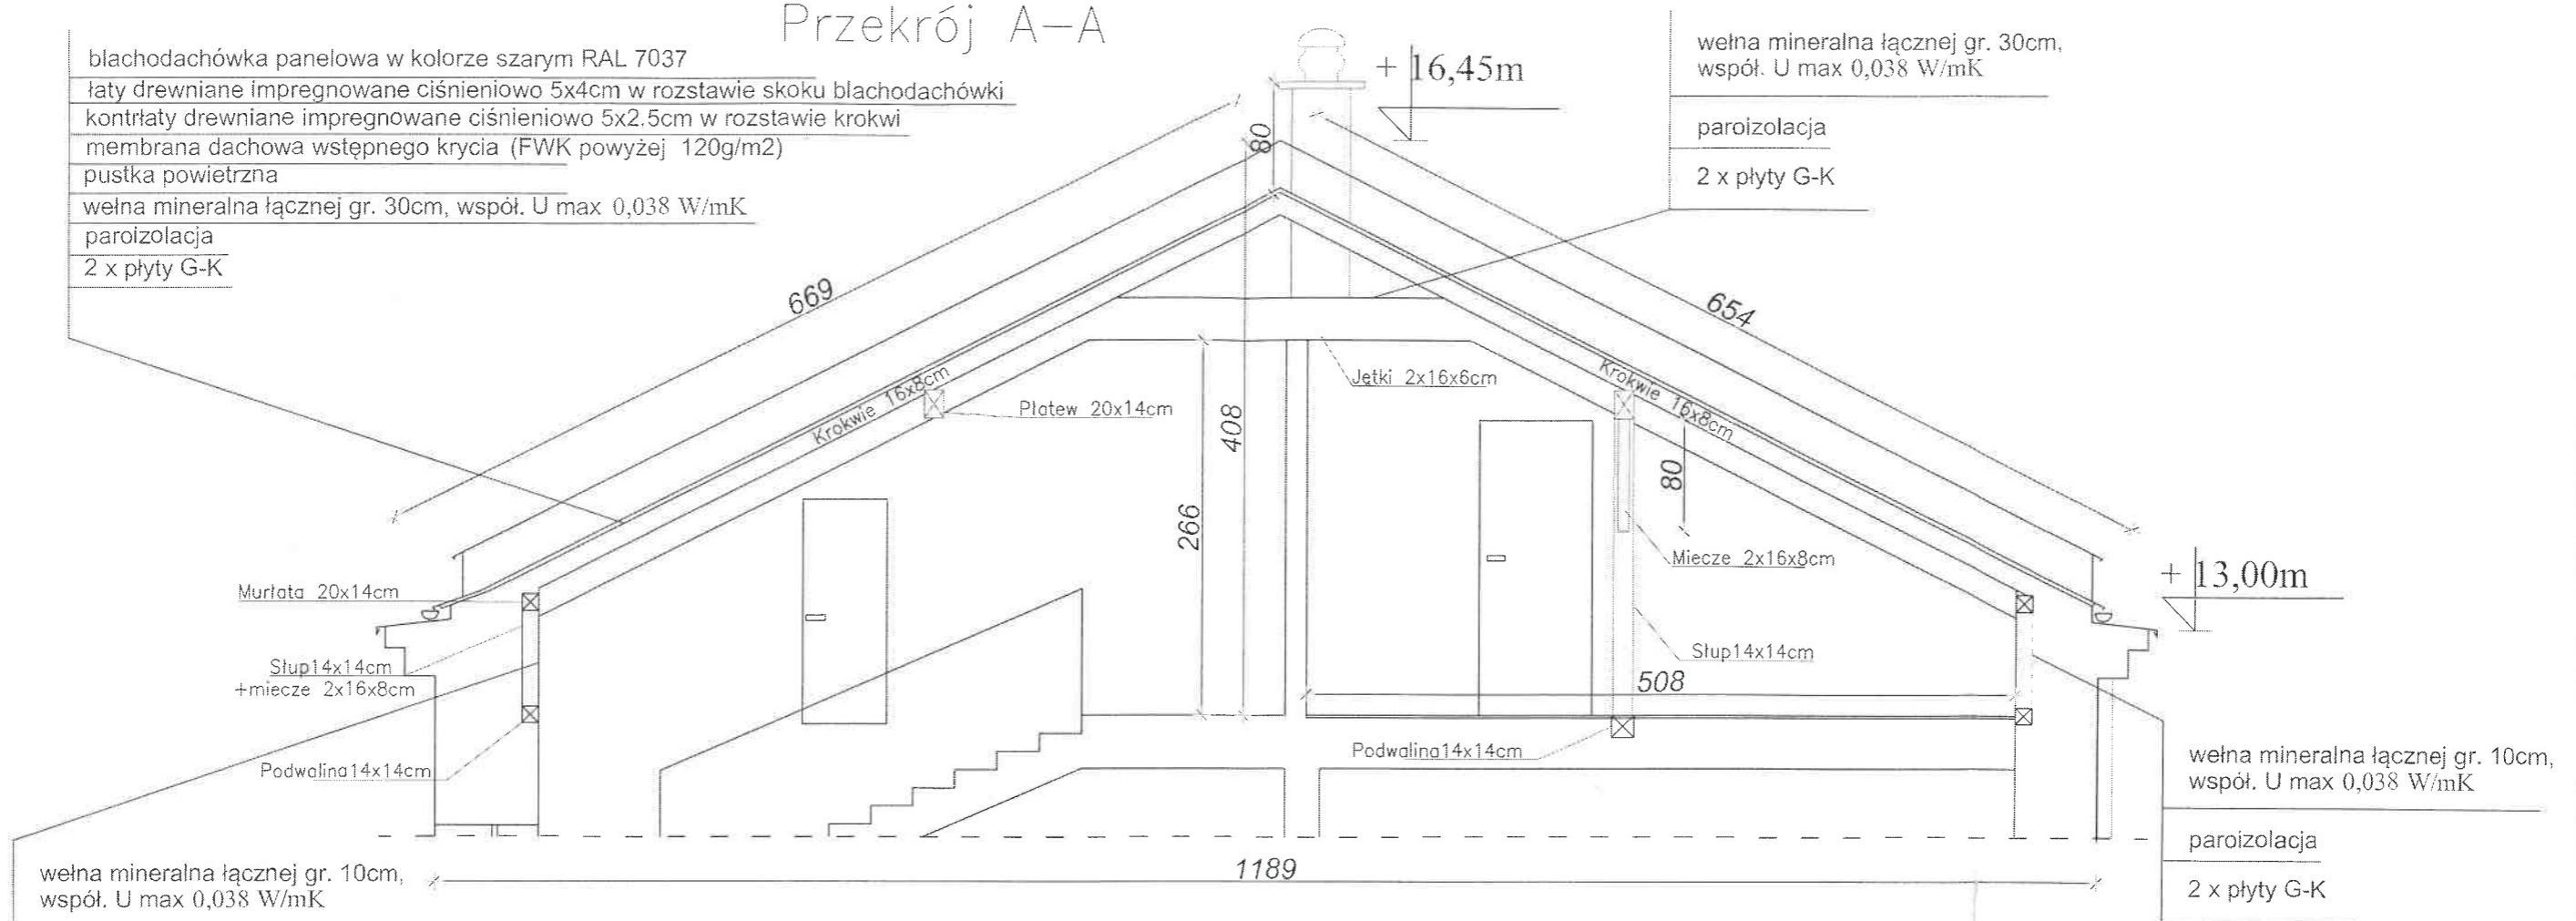 Przekrój A-A
blachodachówka panelowa w kolorze szarym RAL 7037
łaty drewniane impregnowane ciśnieniowo 5x4cm w rozstawie skoku blachodachówki
kontrłaty drewniane impregnowane ciśnieniowo 5x2.5cm w rozstawie krokwi
membrana dachowa wstępnego krycia (FWK powyżej 120g/m2)
pustka powietrzna
wełna mineralna łącznej gr. 30cm, współ. U max 0,038 W/mK
paroizolacja
2 x płyty G-K
+ 16,45m
wełna mineralna łącznej gr. 30cm,
współ. U max 0,038 W/mK
paroizolacja
2 x płyty G-K
80
669
654
Krokwie 16x8cm
Płatew 20x14cm
408
266
Jętki 2x16x6cm
Krokwie 16x8cm
80
Miecze 2x16x8cm
+ 13,00m
Murłata 20x14cm
Słup14x14cm
+miecze 2x16x8cm
Podwalina14x14cm
Słup14x14cm
508
Podwalina14x14cm
wełna mineralna łącznej gr. 10cm,
współ. U max 0,038 W/mK
paroizolacja
2 x płyty G-K
1189
wełna mineralna łącznej gr. 10cm,
współ. U max 0,038 W/mK